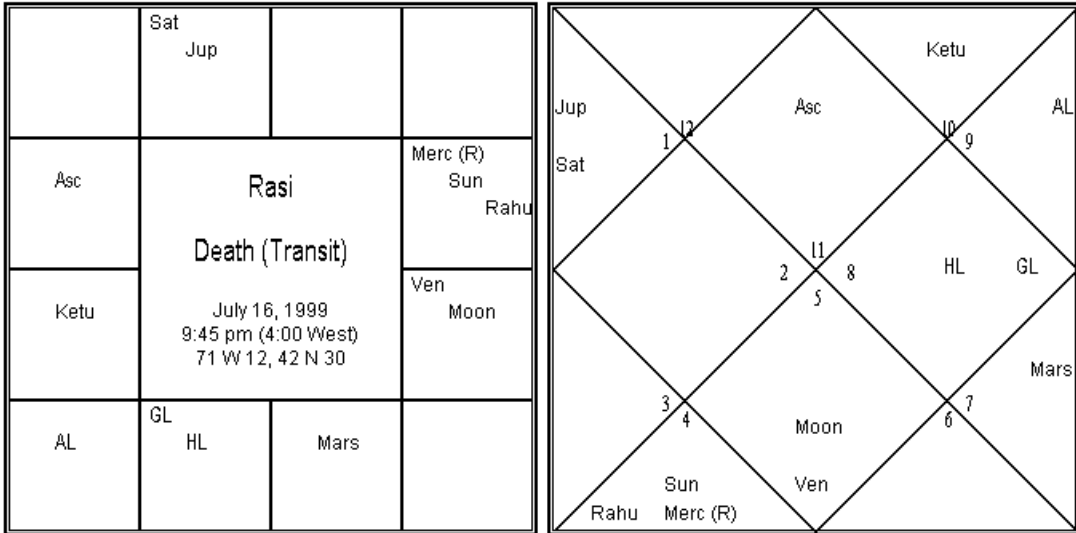 Sat
Jup
Asc
Merc (R)
Sun
Rahu
Rasi
Death (Transit)
July 16, 1999
9:45 pm (4:00 West)
71 W 12, 42 N 30
Ketu
Ven
Moon
AL
GL
HL
Mars
Ketu
Jup
Asc
AL
12
10
1
9
Sat
11
2
8
HL
GL
5
Mars
3
7
4
6
Moon
Sun
Ven
Rahu
Merc (R)